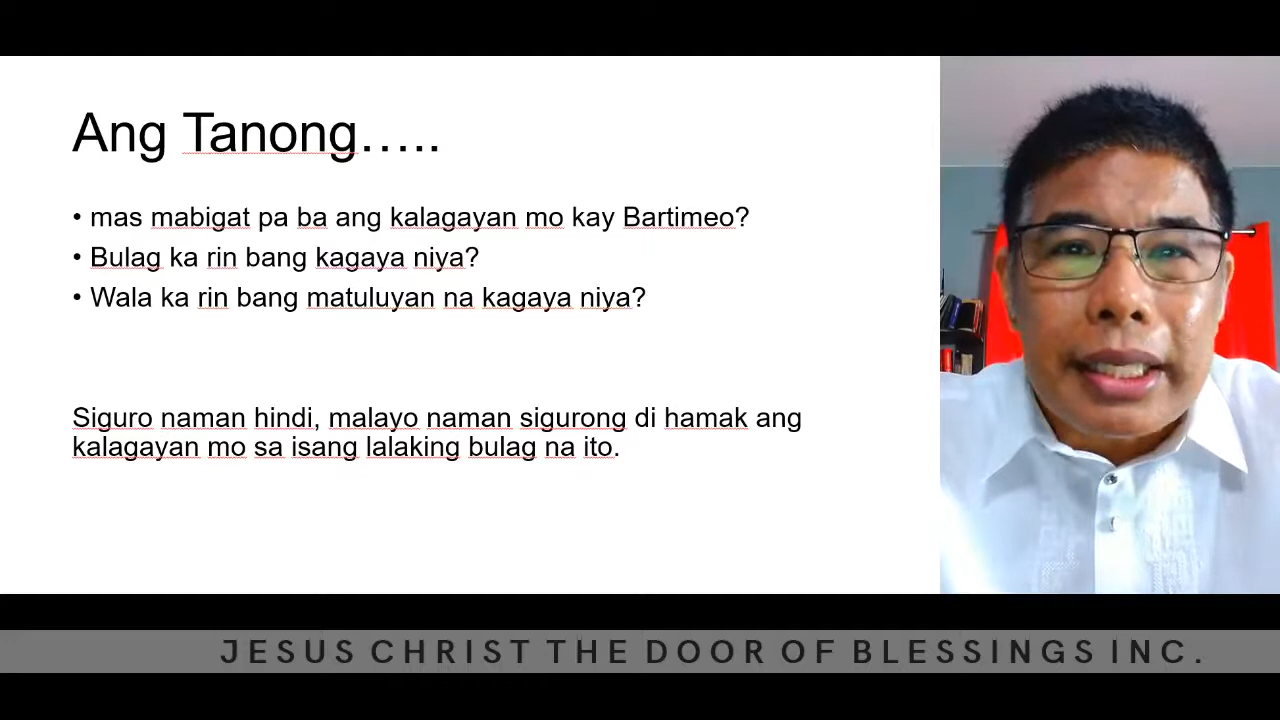 Ang Tanong…..
• mas mabigat pa ba ang kalagayan mo kay Bartimeo?
• Bulag ka rin bang kagaya niya?
• Wala ka rin bang matuluyan na kagaya niya?
Siguro naman hindi, malayo naman sigurong di hamak ang
kalagayan mo sa isang lalaking bulag na ito.
JESUS CHRIST THE DOOR OF BLESSINGS INC.